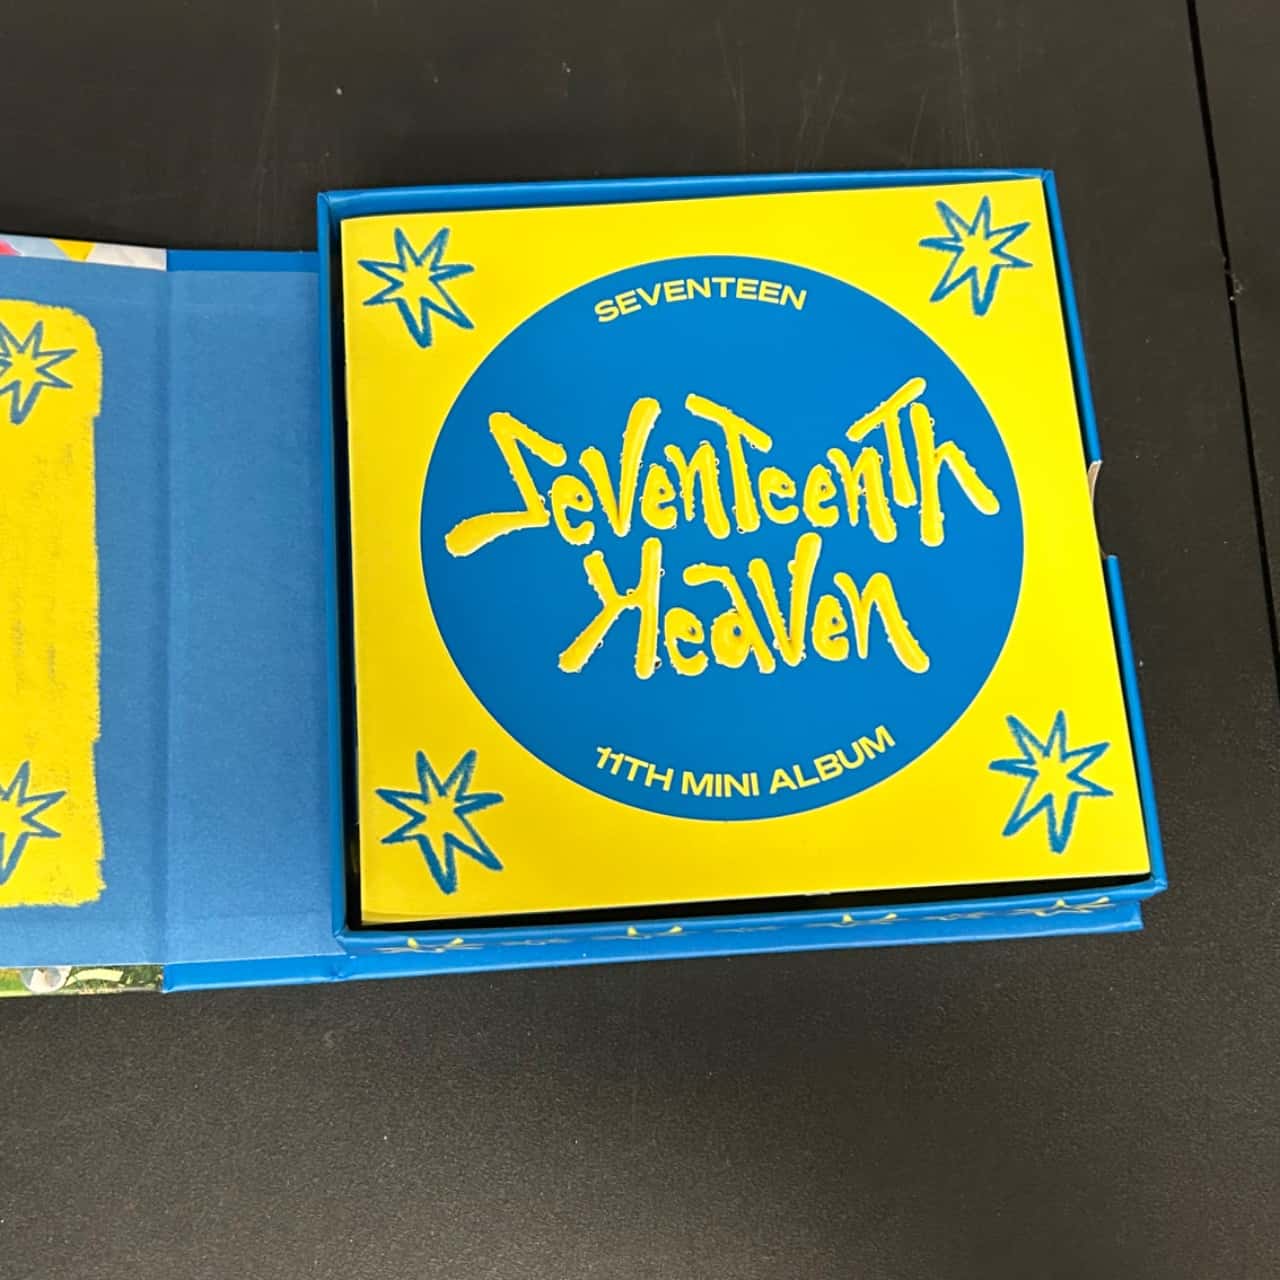 SEVENTEEN
SevenTeenTh
Heaven
11TH MINI ALBUM